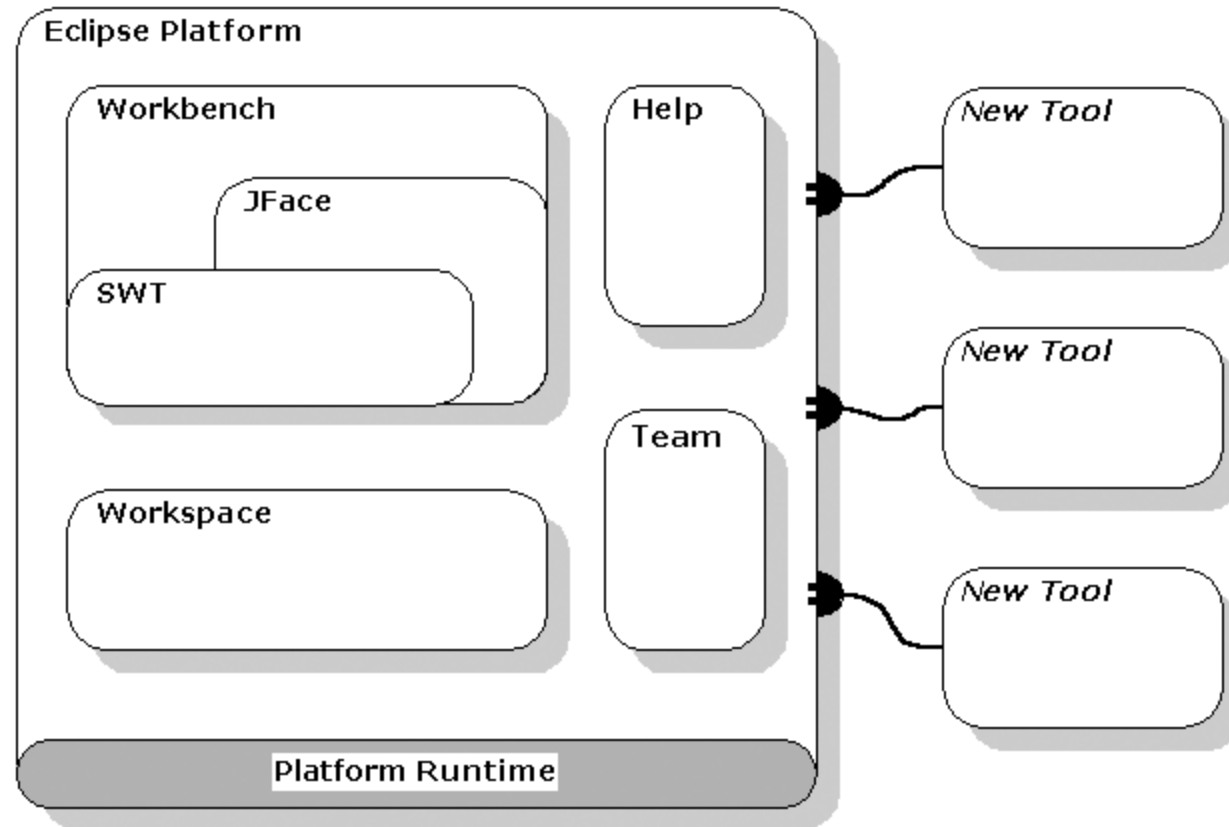 Eclipse Platform
Workbench
JFace
SWT
Workspace
Help
Team
Platform Runtime
New Tool
New Tool
New Tool